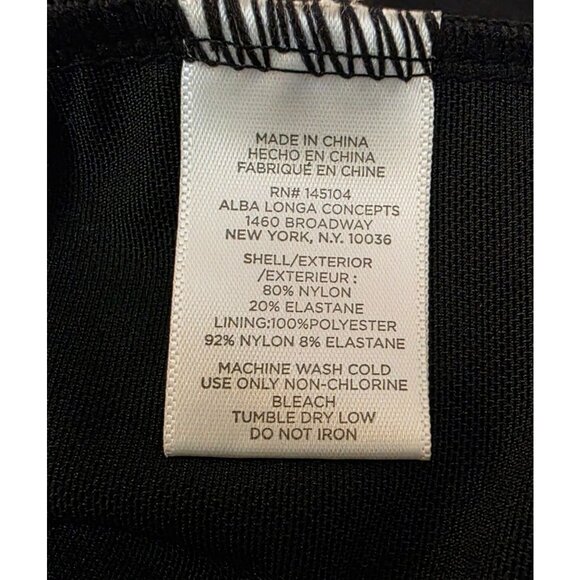 MADE IN CHINA
HECHO EN CHINA
FABRIQUÉ EN CHINE
RN# 145104
ALBA LONGA CONCEPTS
1460 BROADWAY
NEW YORK, N.Y. 10036
SHELL/EXTERIOR
/EXTERIEUR :
80% NYLON
20% ELASTANE
LINING:100%POLYESTER
92% NYLON 8% ELASTANE
MACHINE WASH COLD
USE ONLY NON-CHLORINE
BLEACH
TUMBLE DRY LOW
DO NOT IRON